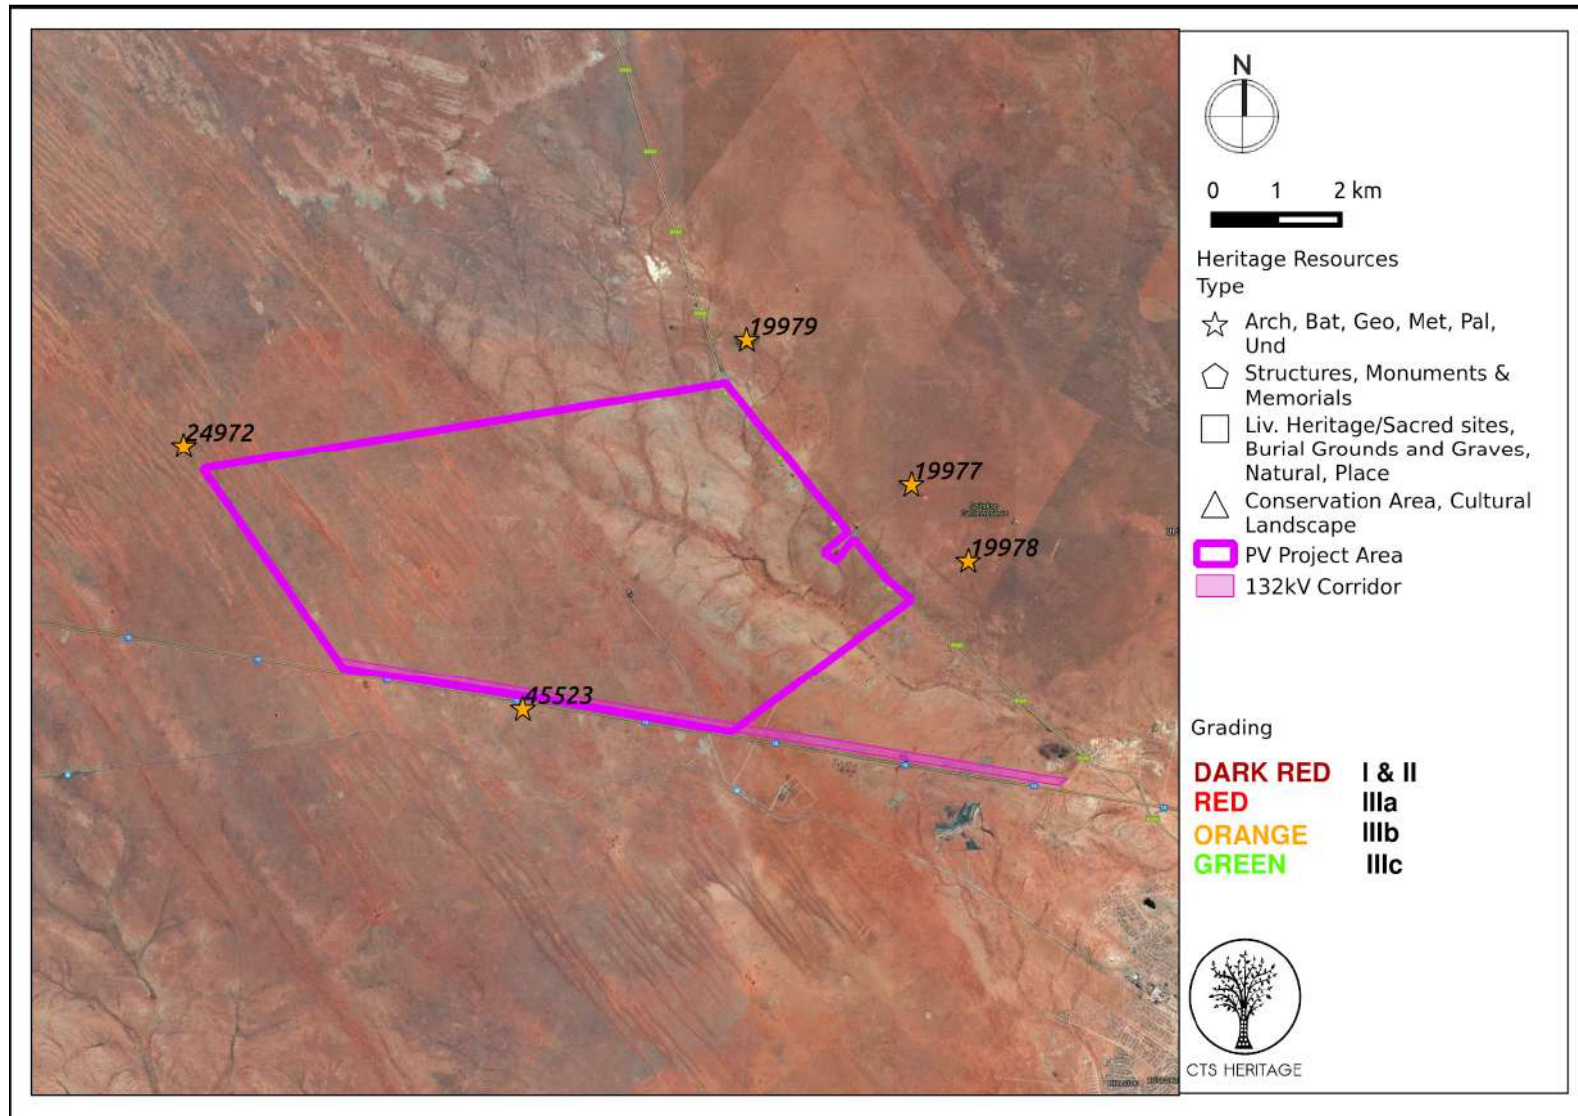 19979
24972
19977
19978
45523
N
0 1 2 km
Heritage Resources
Type
Arch, Bat, Geo, Met, Pal,
Und
Structures, Monuments &
Memorials
Liv. Heritage/Sacred sites,
Burial Grounds and Graves,
Natural, Place
Conservation Area, Cultural
Landscape
PV Project Area
132kV Corridor
Grading
DARK RED I & II
RED IIIa
ORANGE IIIb
GREEN IIIc
CTS HERITAGE